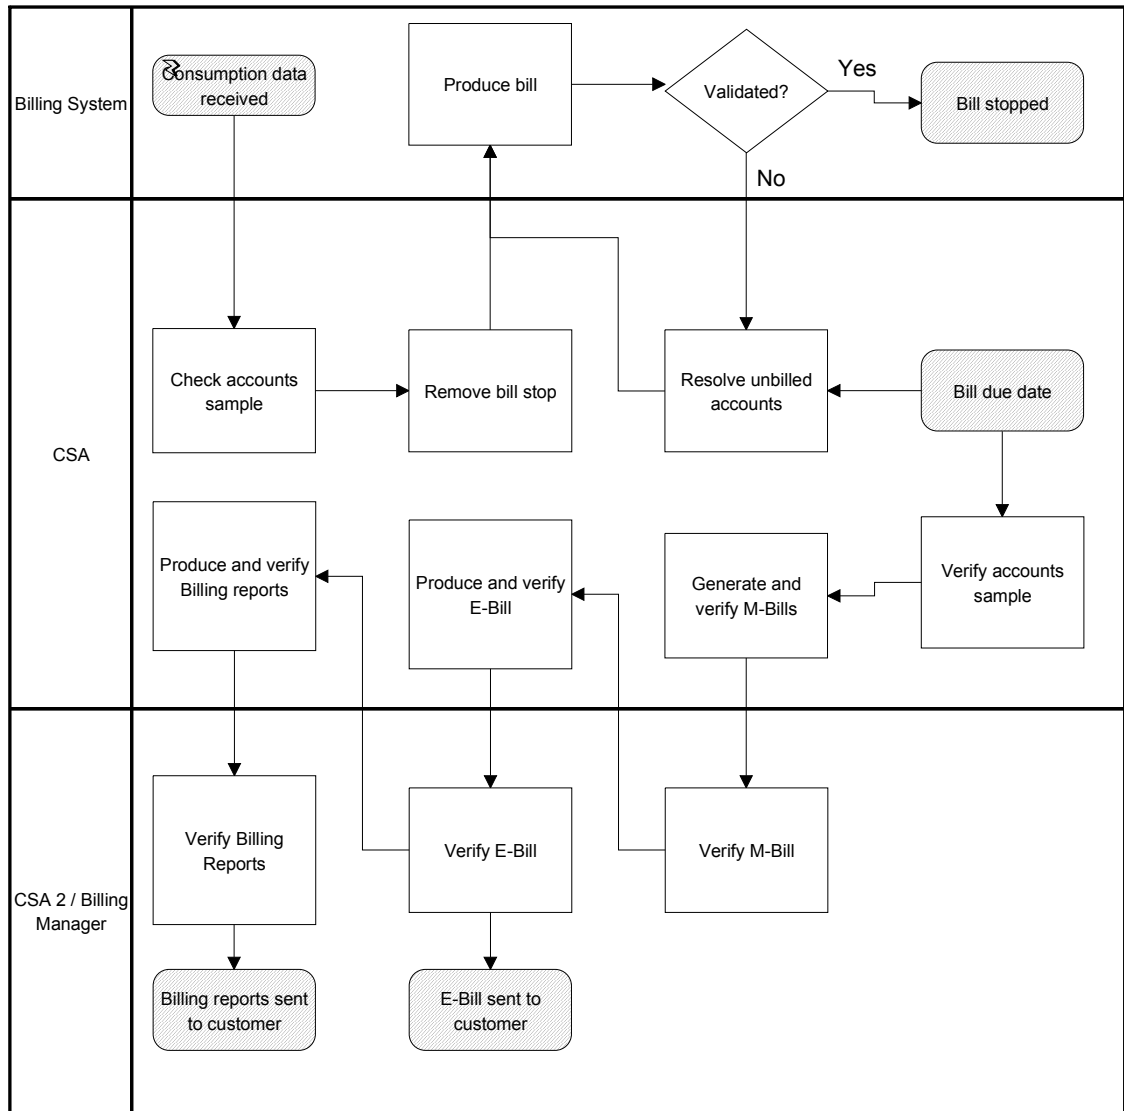 Billing System
Consumption data
received
Produce bill
Validated?
Yes
Bill stopped
No
CSA
Check accounts
sample
Remove bill stop
Resolve unbilled
accounts
Bill due date
Produce and verify
Billing reports
Produce and verify
E-Bill
Generate and
verify M-Bills
Verify accounts
sample
CSA 2 / Billing
Manager
Verify Billing
Reports
Verify E-Bill
Verify M-Bill
Billing reports sent
to customer
E-Bill sent to
customer